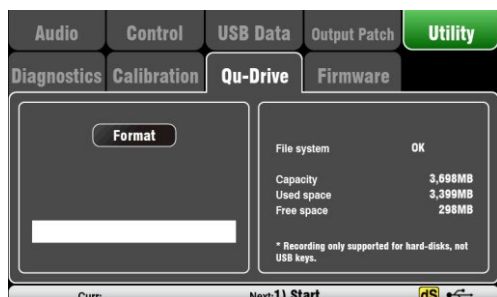 Audio Control USB Data Output Patch Utility
Diagnostics Calibration Qu-Drive Firmware
Format
File system OK
Capacity 3,698MB
Used space 3,399MB
Free space 298MB
* Recording only supported for hard-disks, not
USB keys.
Curr: Next:1) Start dS